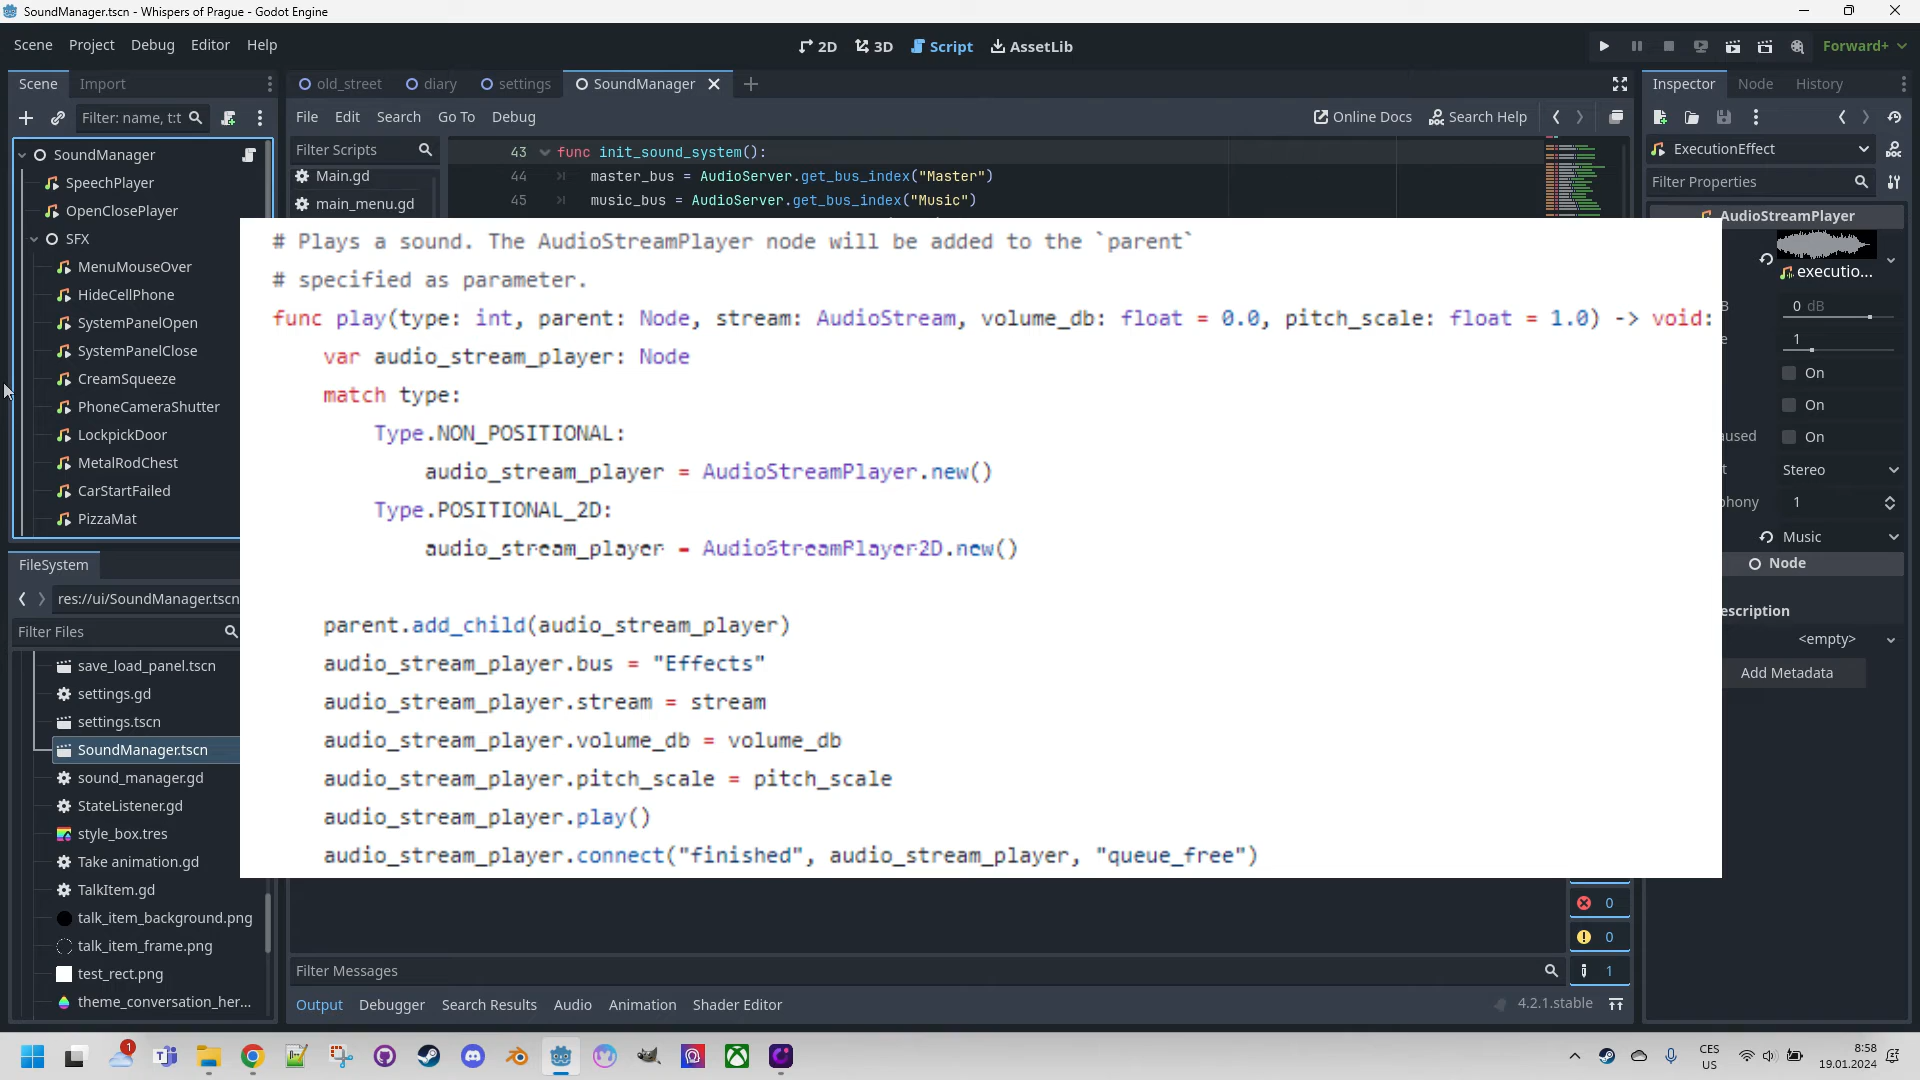 SoundManager.tscn - Whispers of Prague - Godot Engine
Scene Project Debug Editor Help
2D 3D Script AssetLib
Forward+
Scene Import
old_street diary settings SoundManager
Inspector Node History
Filter: name, t:t
File Edit Search Go To Debug
Online Docs Search Help
SoundManager
SpeechPlayer
OpenClosePlayer
SFX
MenuMouseOver
HideCellPhone
SystemPanelOpen
SystemPanelClose
CreamSqueeze
PhoneCameraShutter
LockpickDoor
MetalRodChest
CarStartFailed
PizzaMat
Filter Scripts
Main.gd
main_menu.gd
43 func init_sound_system():
44 master_bus = AudioServer.get_bus_index("Master")
45 music_bus = AudioServer.get_bus_index("Music")
# Plays a sound. The AudioStreamPlayer node will be added to the `parent`
# specified as parameter.
func play(type: int, parent: Node, stream: AudioStream, volume_db: float = 0.0, pitch_scale: float = 1.0) -> void:
var audio_stream_player: Node
match type:
Type.NON_POSITIONAL:
audio_stream_player = AudioStreamPlayer.new()
Type.POSITIONAL_2D:
audio_stream_player = AudioStreamPlayer2D.new()
parent.add_child(audio_stream_player)
audio_stream_player.bus = "Effects"
audio_stream_player.stream = stream
audio_stream_player.volume_db = volume_db
audio_stream_player.pitch_scale = pitch_scale
audio_stream_player.play()
audio_stream_player.connect("finished", audio_stream_player, "queue_free")
ExecutionEffect
Filter Properties
AudioStreamPlayer
executio...
B 0 dB
e 1
On
On
aused On
t Stereo
phony 1
Music
Node
escription
<empty>
Add Metadata
FileSystem
res://ui/SoundManager.tscn
Filter Files
save_load_panel.tscn
settings.gd
settings.tscn
SoundManager.tscn
sound_manager.gd
StateListener.gd
style_box.tres
Take animation.gd
TalkItem.gd
talk_item_background.png
talk_item_frame.png
test_rect.png
theme_conversation_her...
0
0
1
Filter Messages
Output Debugger Search Results Audio Animation Shader Editor
4.2.1.stable
1
CES
US
8:58
19.01.2024